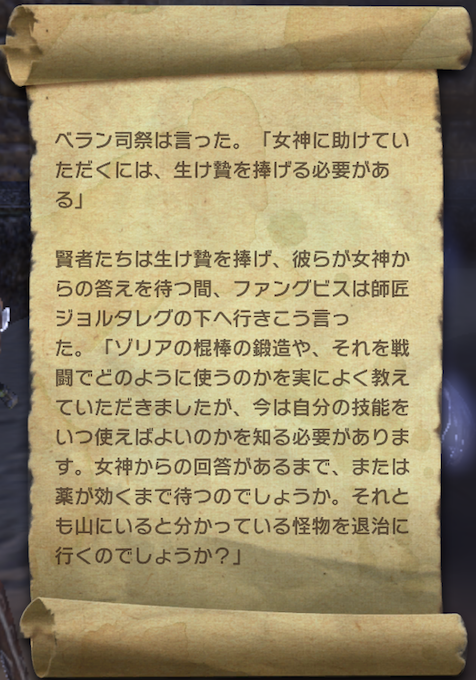 ベラン司祭は言った。「女神に助けてい
ただくには、生け贄を捧げる必要があ
る」
賢者たちは生け贄を捧げ、彼らが女神か
らの答えを待つ間、ファングビスは師匠
ジョルタレグの下へ行きこう言っ
た。「ゾリアの棍棒の鍛造や、それを戦
闘でどのように使うのかを実によく教え
ていただきましたが、今は自分の技能を
いつ使えばよいのかを知る必要がありま
す。女神からの回答があるまで、または
薬が効くまで待つのでしょうか。それと
も山にいると分かっている怪物を退治に
行くのでしょうか？」